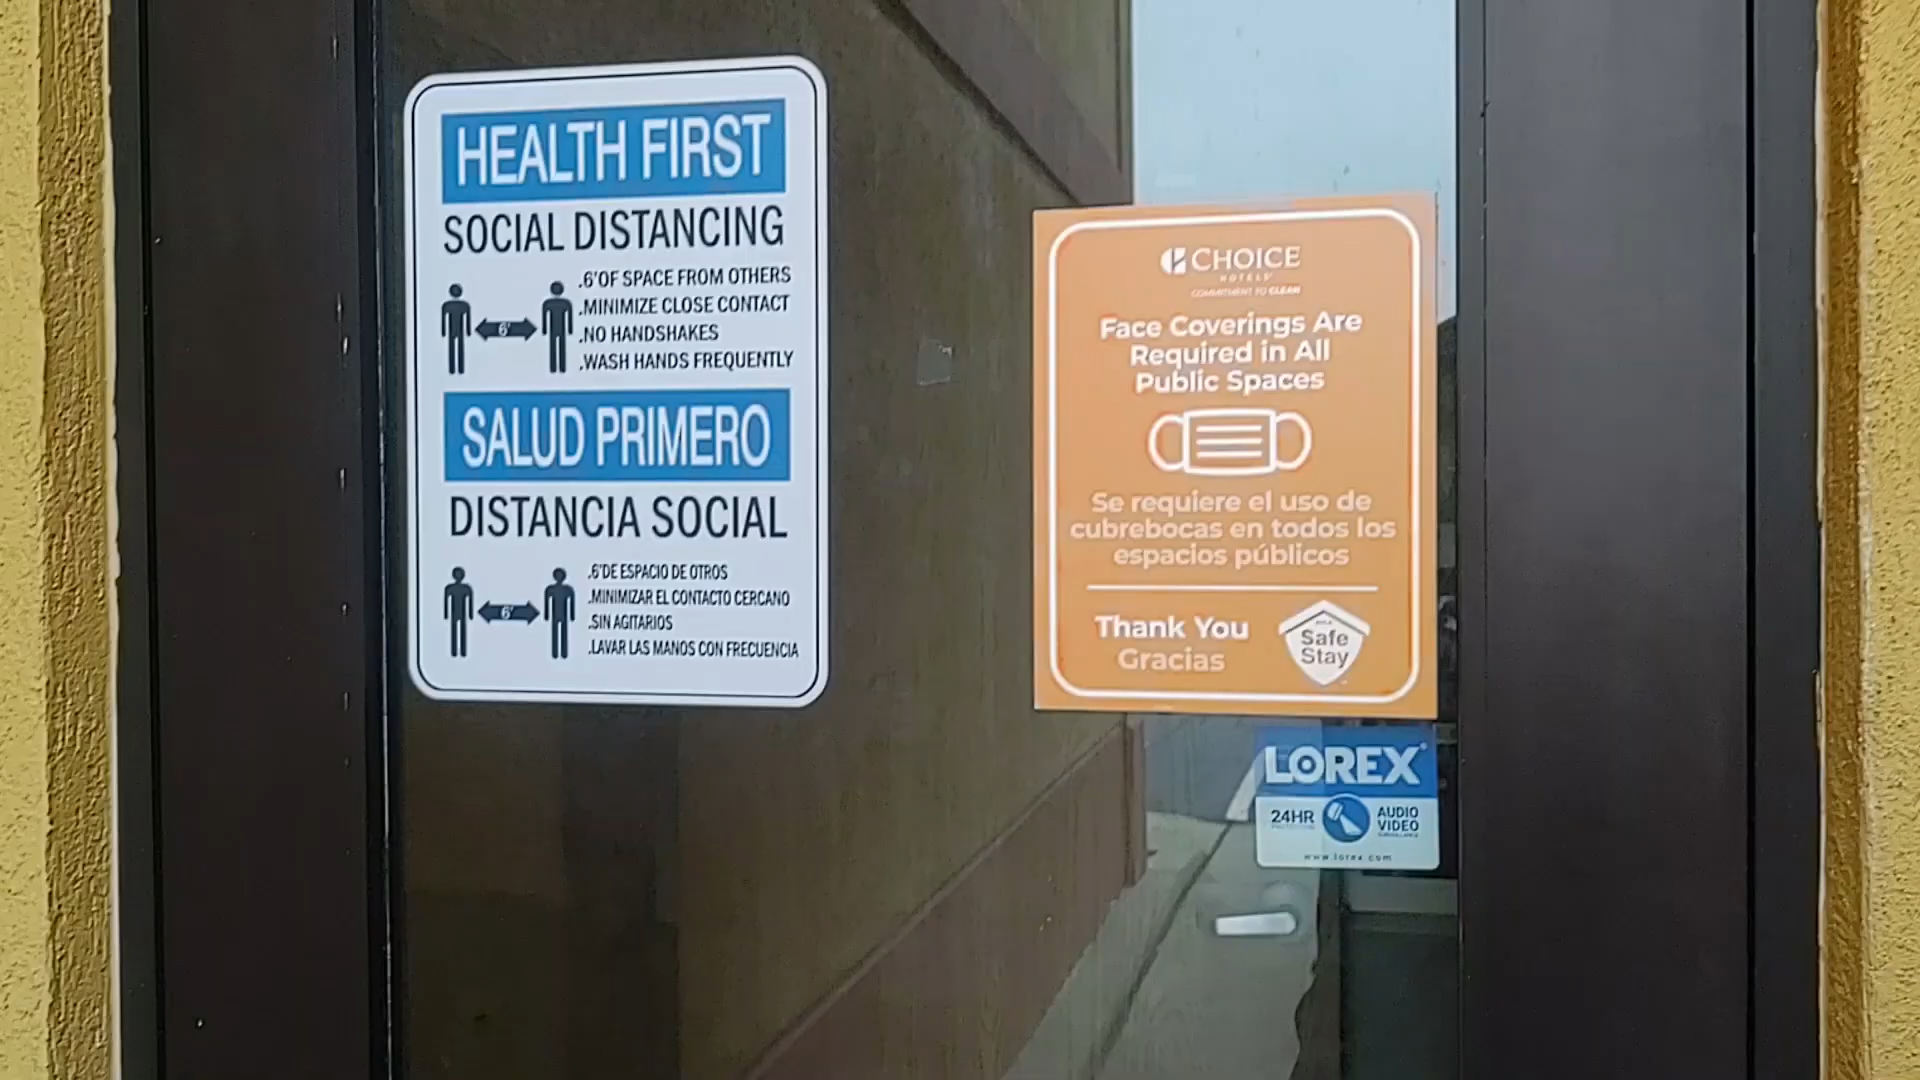 HEALTH FIRST
SOCIAL DISTANCING
.6'OF SPACE FROM OTHERS
.MINIMIZE CLOSE CONTACT
6'
.NO HANDSHAKES
.WASH HANDS FREQUENTLY
SALUD PRIMERO
DISTANCIA SOCIAL
.6'DE ESPACIO DE OTROS
.MINIMIZAR EL CONTACTO CERCANO
6'
.SIN AGITARIOS
.LAVAR LAS MANOS CON FRECUENCIA
CHOICE
HOTELS
COMMITMENT TO CLEAN
Face Coverings Are
Required in All
Public Spaces
Se requiere el uso de
cubrebocas en todos los
espacios públicos
Thank You
Gracias
Safe
Stay
LOREX
24HR
AUDIO
VIDEO
www.lorex.com